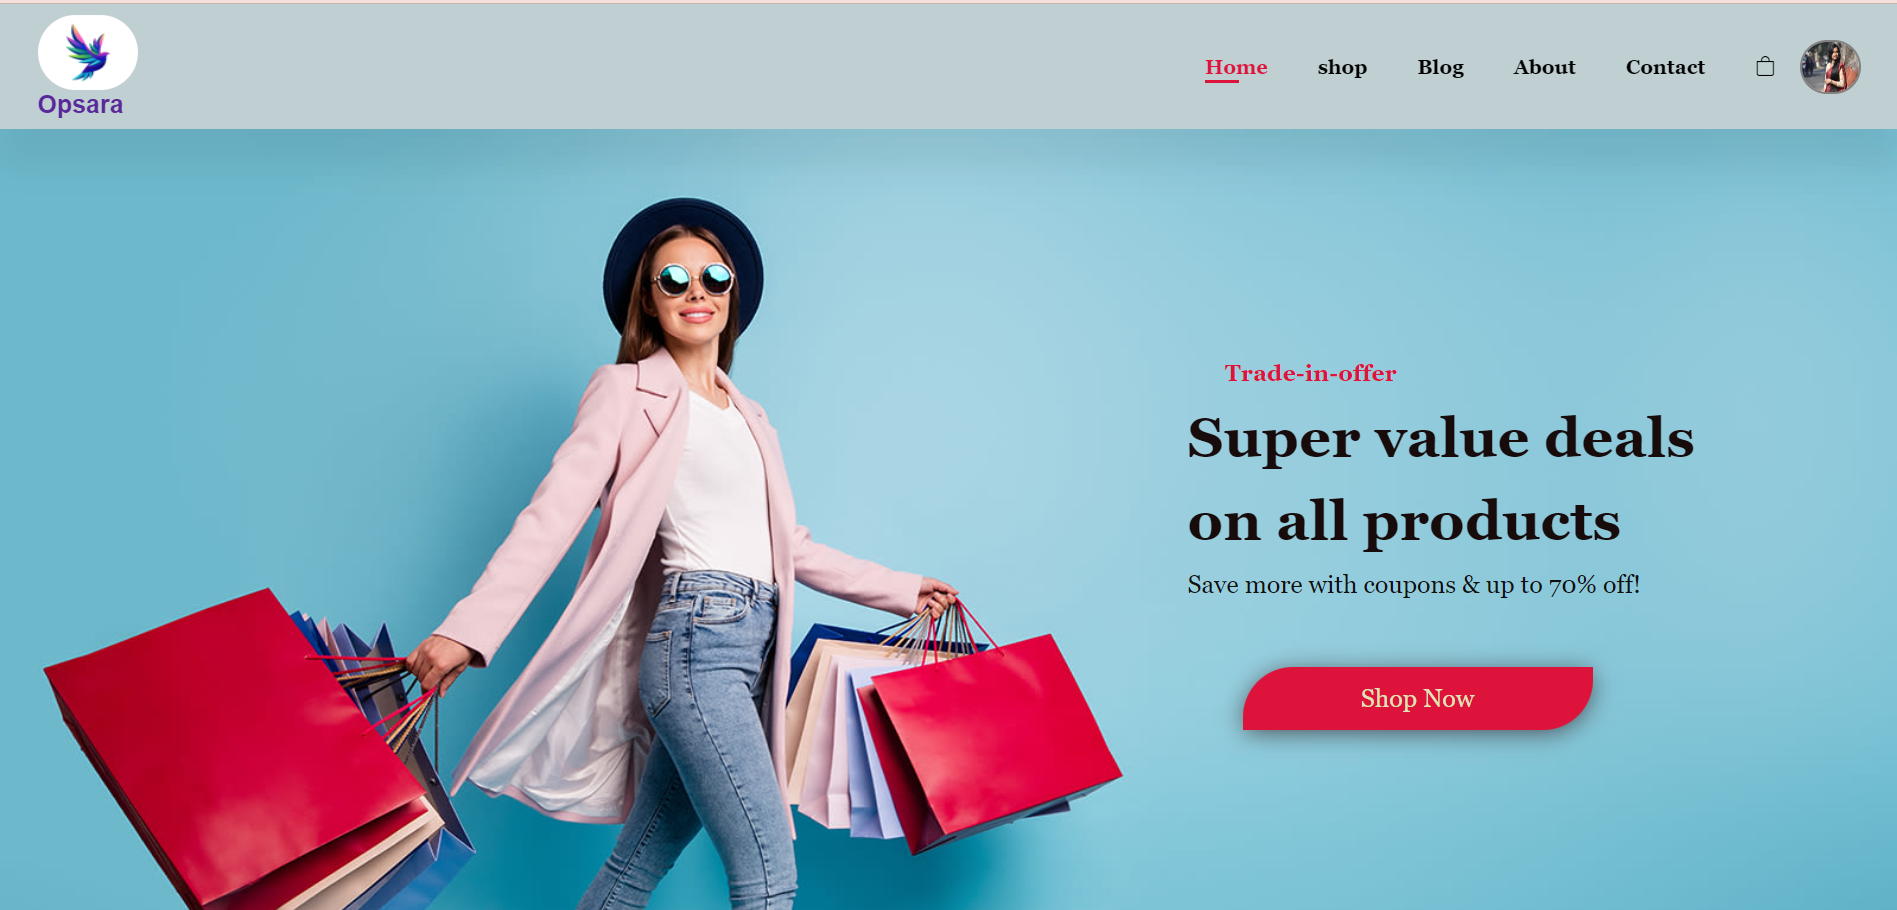 Opsara
Home shop Blog About Contact
Trade-in-offer
Super value deals
on all products
Save more with coupons & up to 70% off!
Shop Now